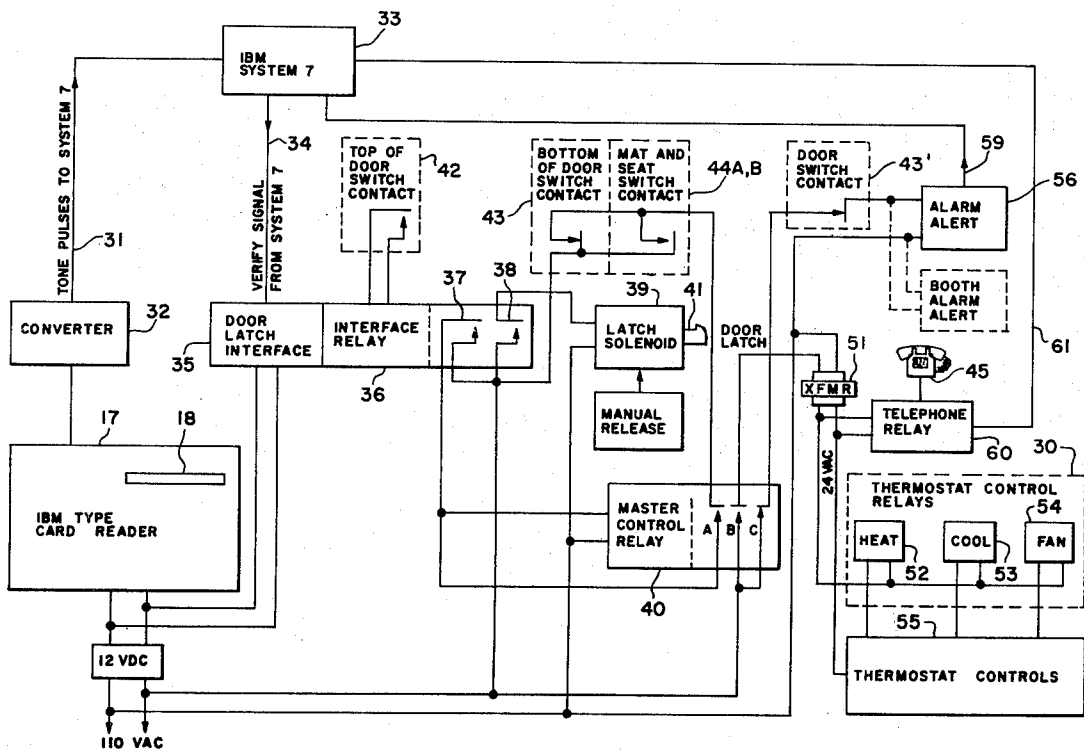 33
IBM
SYSTEM 7
TONE PULSES TO SYSTEM 7
31
VERIFY SIGNAL
FROM SYSTEM 7
34
TOP OF
DOOR
SWITCH
CONTACT
42
BOTTOM
OF DOOR
SWITCH
CONTACT
43
MAT AND
SEAT
SWITCH
CONTACT
44A,B
DOOR
SWITCH
CONTACT
43'
59
56
ALARM
ALERT
BOOTH
ALARM
ALERT
61
CONVERTER
32
35
DOOR
LATCH
INTERFACE
INTERFACE
RELAY
36
37
38
39
LATCH
SOLENOID
41
DOOR
LATCH
MANUAL
RELEASE
51
XFMR
45
TELEPHONE
RELAY
60
24 VAC
30
17
18
IBM TYPE
CARD READER
MASTER
CONTROL
RELAY
A
B
C
40
THERMOSTAT CONTROL
RELAYS
54
HEAT
52
COOL
53
FAN
55
THERMOSTAT CONTROLS
12 VDC
110 VAC